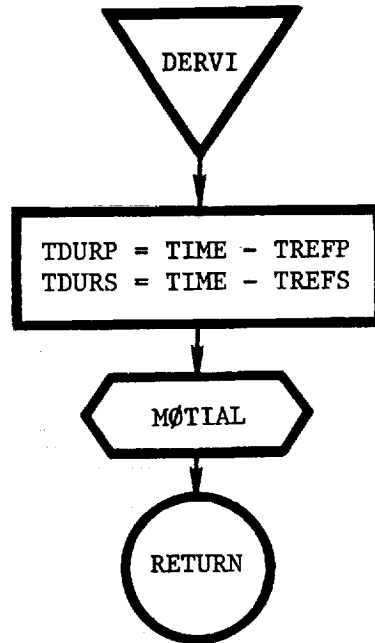 DERVI
TDURP = TIME - TREFP
TDURS = TIME - TREFS
MØTIAL
RETURN